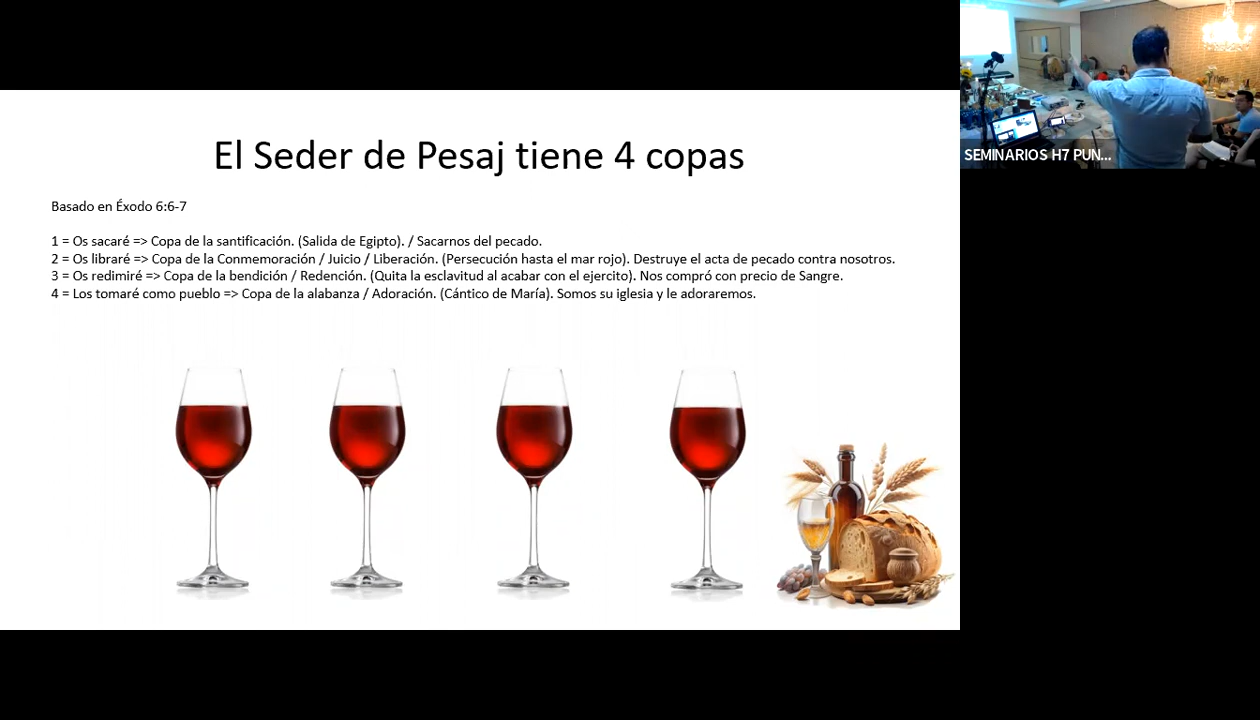 El Seder de Pesaj tiene 4 copas
Basado en Éxodo 6:6-7
1 = Os sacaré => Copa de la santificación. (Salida de Egipto). / Sacarnos del pecado.
2 = Os libraré => Copa de la Conmemoración / Juicio / Liberación. (Persecución hasta el mar rojo). Destruye el acta de pecado contra nosotros.
3 = Os redimiré => Copa de la bendición / Redención. (Quita la esclavitud al acabar con el ejercito). Nos compró con precio de Sangre.
4 = Los tomaré como pueblo => Copa de la alabanza / Adoración. (Cántico de María). Somos su iglesia y le adoraremos.
SEMINARIOS H7 PUN...